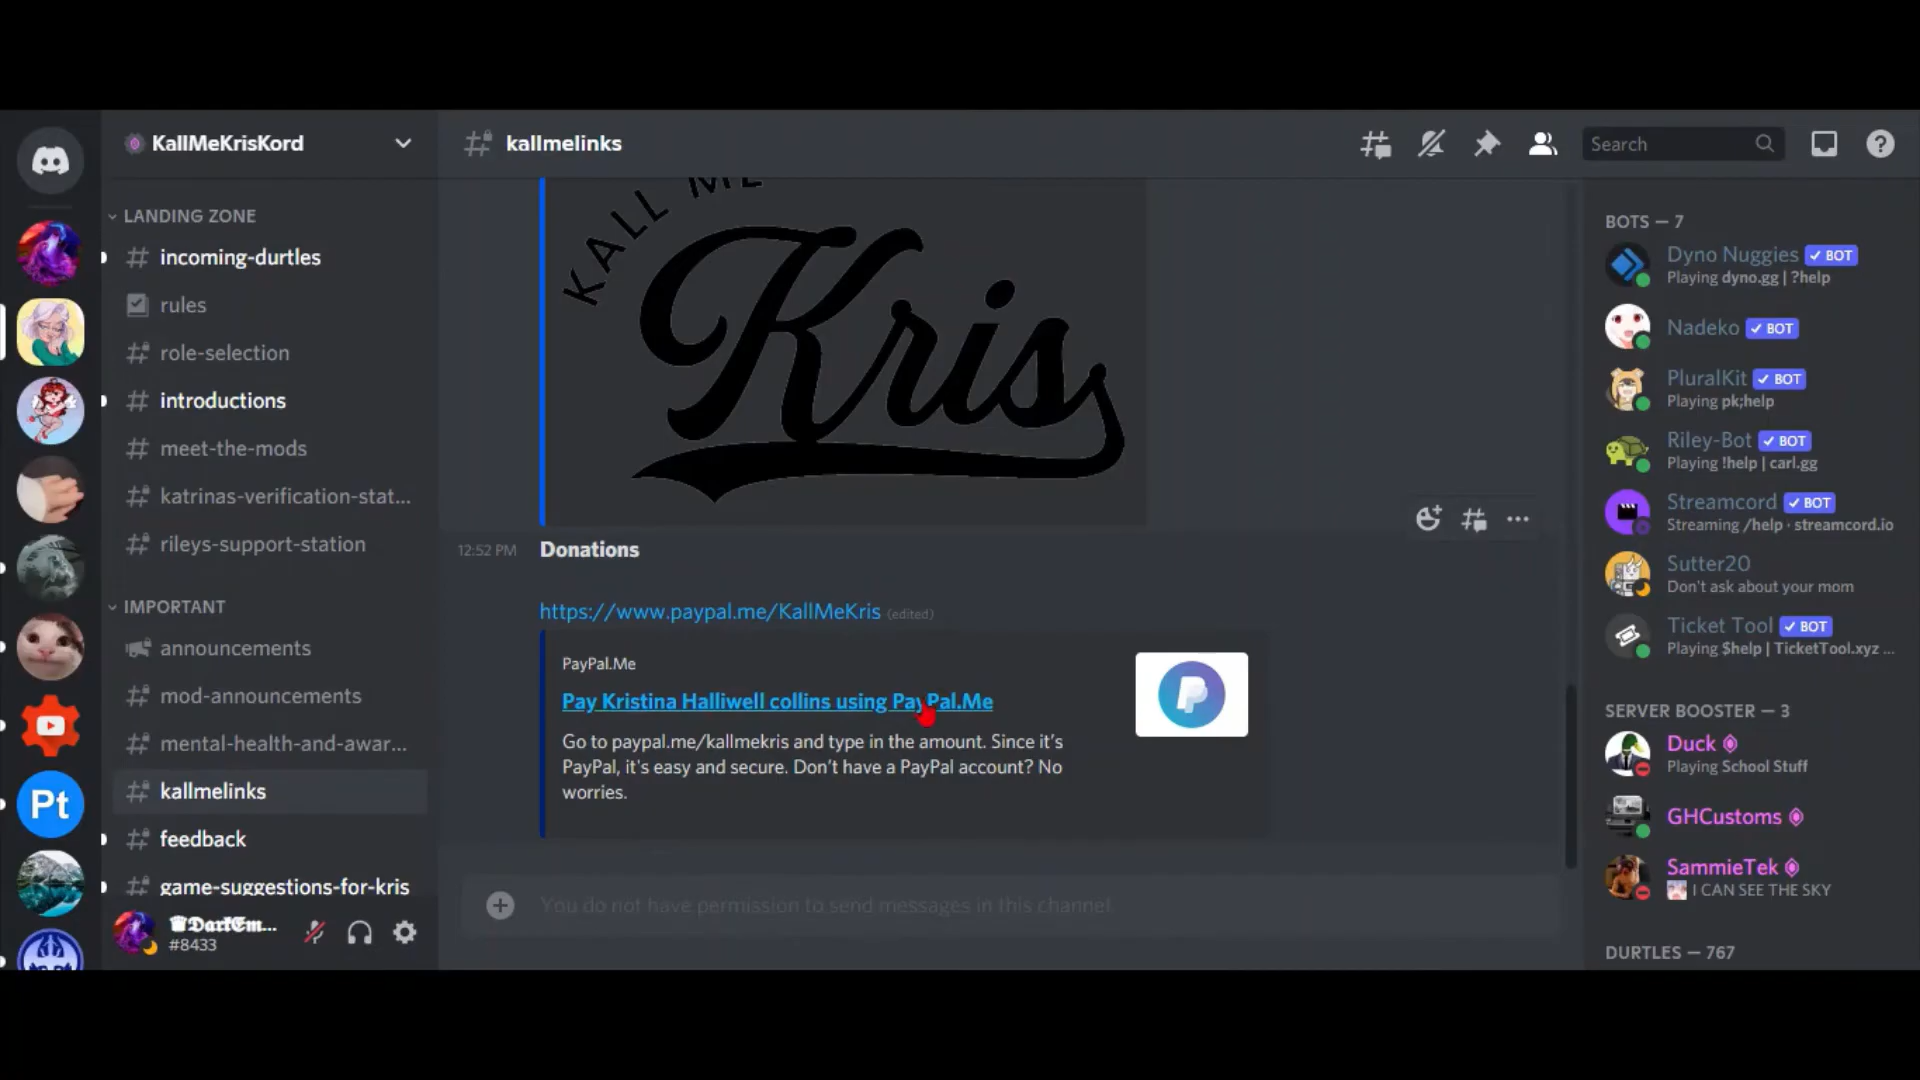 KallMeKrisKord
LANDING ZONE
incoming-durtles
rules
role-selection
introductions
meet-the-mods
katrinas-verification-stat...
rileys-support-station
IMPORTANT
announcements
mod-announcements
mental-health-and-awar...
kallmelinks
feedback
game-suggestions-for-kris
♛𝕯𝖆𝖗𝖐𝕰𝖒...
#8433
Pt
kallmelinks
Search
KALL ME
Kris
12:52 PM Donations
https://www.paypal.me/KallMeKris (edited)
PayPal.Me
Pay Kristina Halliwell collins using PayPal.Me
Go to paypal.me/kallmekris and type in the amount. Since it's
PayPal, it's easy and secure. Don't have a PayPal account? No
worries.
You do not have permission to send messages in this channel.
BOTS — 7
Dyno Nuggies ✓ BOT
Playing dyno.gg | ?help
Nadeko ✓ BOT
PluralKit ✓ BOT
Playing pk;help
Riley-Bot ✓ BOT
Playing !help | carl.gg
Streamcord ✓ BOT
Streaming /help · streamcord.io
Sutter20
Don't ask about your mom
Ticket Tool ✓ BOT
Playing $help | TicketTool.xyz ...
SERVER BOOSTER — 3
Duck
Playing School Stuff
GHCustoms
SammieTek
I CAN SEE THE SKY
DURTLES — 767